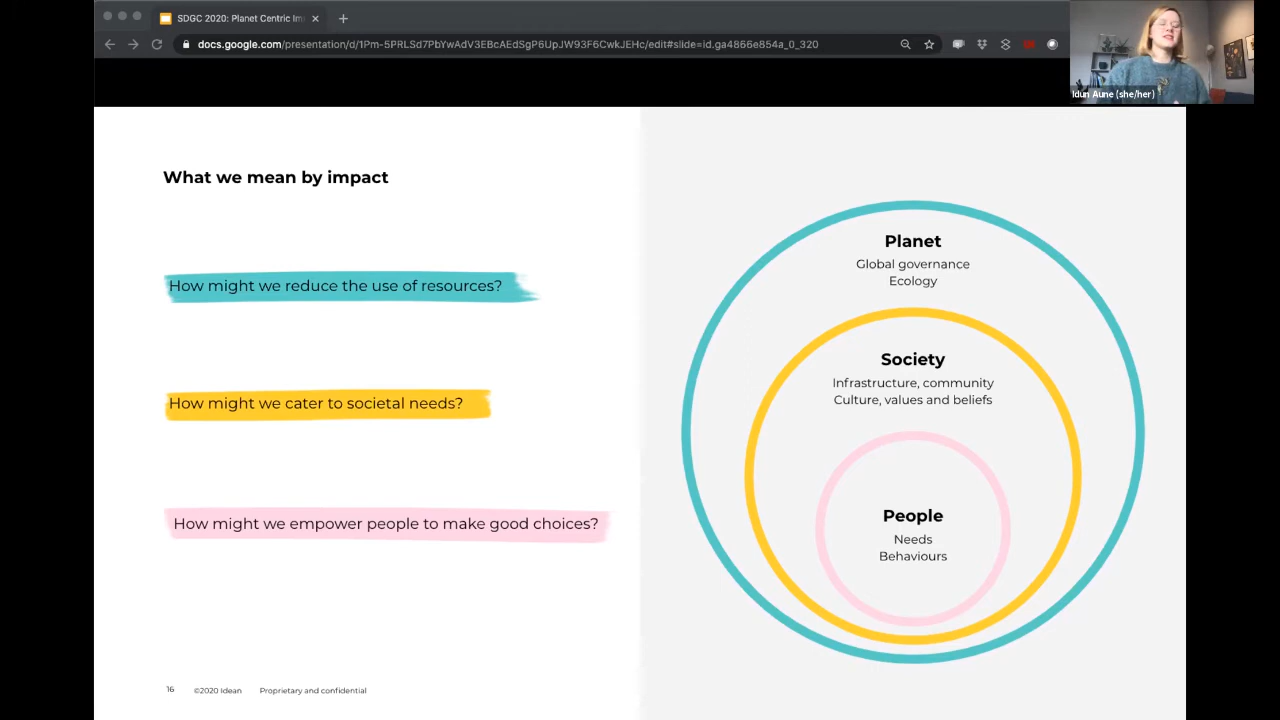 SDGC 2020: Planet Centric Im
docs.google.com/presentation/d/1Pm-5PRLSd7PbYwAdV3EBcAEdSgP6UpJW93F6CwkJEHc/edit#slide=id.ga4866e854a_0_320
Idun Aune (she/her)
What we mean by impact
How might we reduce the use of resources?
How might we cater to societal needs?
How might we empower people to make good choices?
Planet
Global governance
Ecology
Society
Infrastructure, community
Culture, values and beliefs
People
Needs
Behaviours
16 ©2020 Idean Proprietary and confidential